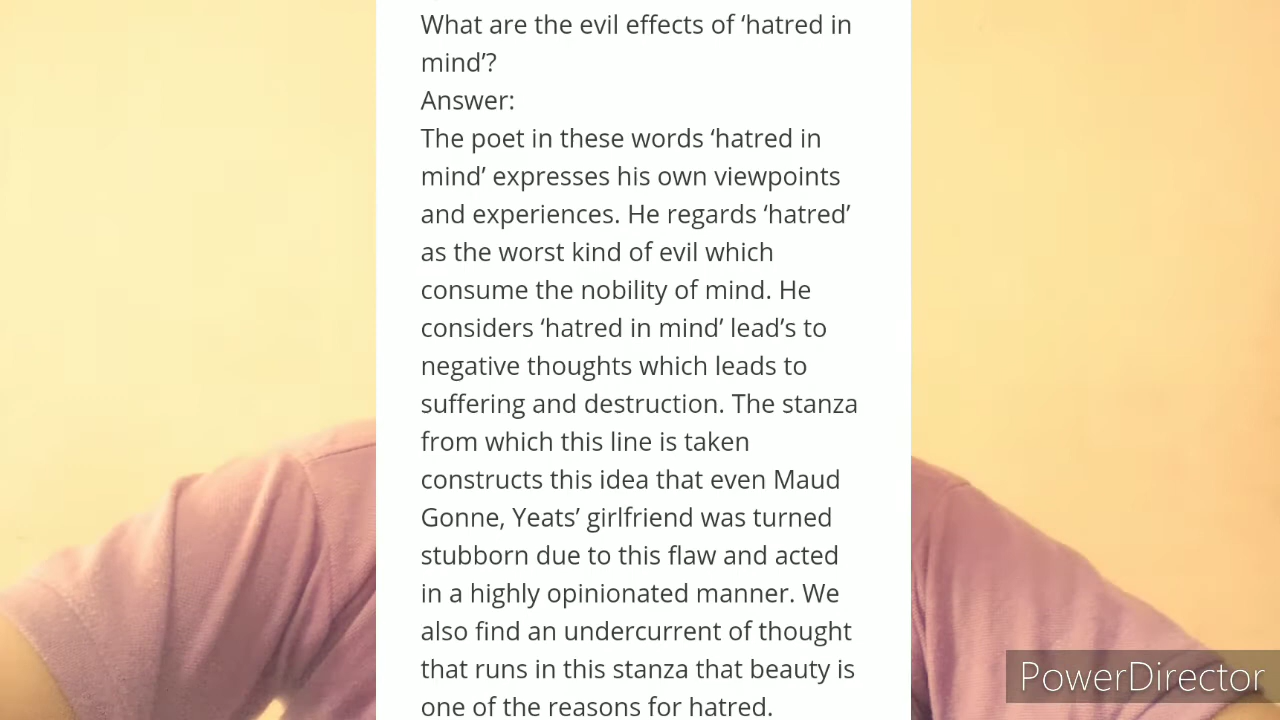 What are the evil effects of ‘hatred in
mind’?
Answer:
The poet in these words ‘hatred in
mind’ expresses his own viewpoints
and experiences. He regards ‘hatred’
as the worst kind of evil which
consume the nobility of mind. He
considers ‘hatred in mind’ lead’s to
negative thoughts which leads to
suffering and destruction. The stanza
from which this line is taken
constructs this idea that even Maud
Gonne, Yeats’ girlfriend was turned
stubborn due to this flaw and acted
in a highly opinionated manner. We
also find an undercurrent of thought
that runs in this stanza that beauty is
one of the reasons for hatred.
PowerDirector